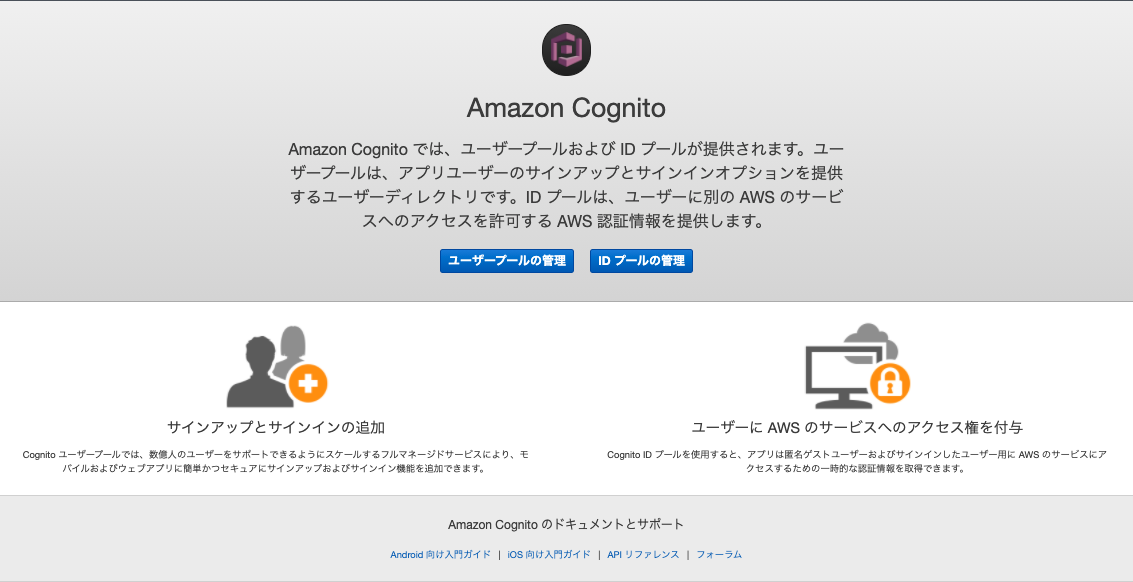 Amazon Cognito
Amazon Cognito では、ユーザープールおよび ID プールが提供されます。ユー
ザープールは、アプリユーザーのサインアップとサインインオプションを提供
するユーザーディレクトリです。ID プールは、ユーザーに別の AWS のサービ
スへのアクセスを許可する AWS 認証情報を提供します。
ユーザープールの管理 ID プールの管理
サインアップとサインインの追加
Cognito ユーザープールでは、数億人のユーザーをサポートできるようにスケールするフルマネージドサービスにより、モ
バイルおよびウェブアプリに簡単かつセキュアにサインアップおよびサインイン機能を追加できます。
ユーザーに AWS のサービスへのアクセス権を付与
Cognito ID プールを使用すると、アプリは匿名ゲストユーザーおよびサインインしたユーザー用に AWS のサービスにア
クセスするための一時的な認証情報を取得できます。
Amazon Cognito のドキュメントとサポート
Android 向け入門ガイド | iOS 向け入門ガイド | API リファレンス | フォーラム